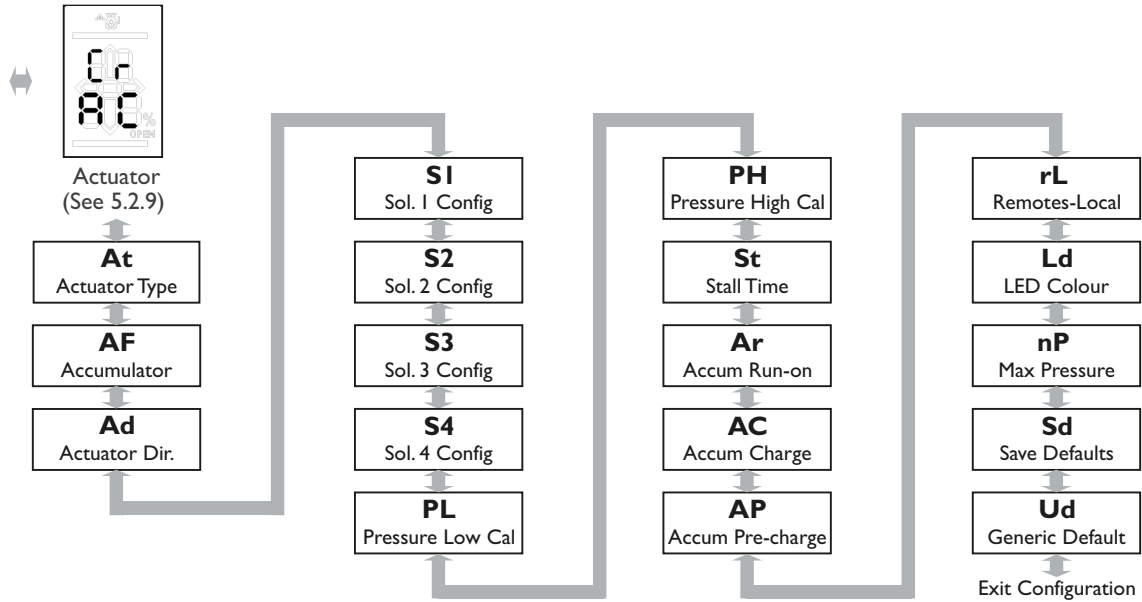 Cr
AC
%
OPEN
Actuator
(See 5.2.9)
At
Actuator Type
AF
Accumulator
Ad
Actuator Dir.
S1
Sol. 1 Config
S2
Sol. 2 Config
S3
Sol. 3 Config
S4
Sol. 4 Config
PL
Pressure Low Cal
PH
Pressure High Cal
St
Stall Time
Ar
Accum Run-on
AC
Accum Charge
AP
Accum Pre-charge
rL
Remotes-Local
Ld
LED Colour
nP
Max Pressure
Sd
Save Defaults
Ud
Generic Default
Exit Configuration